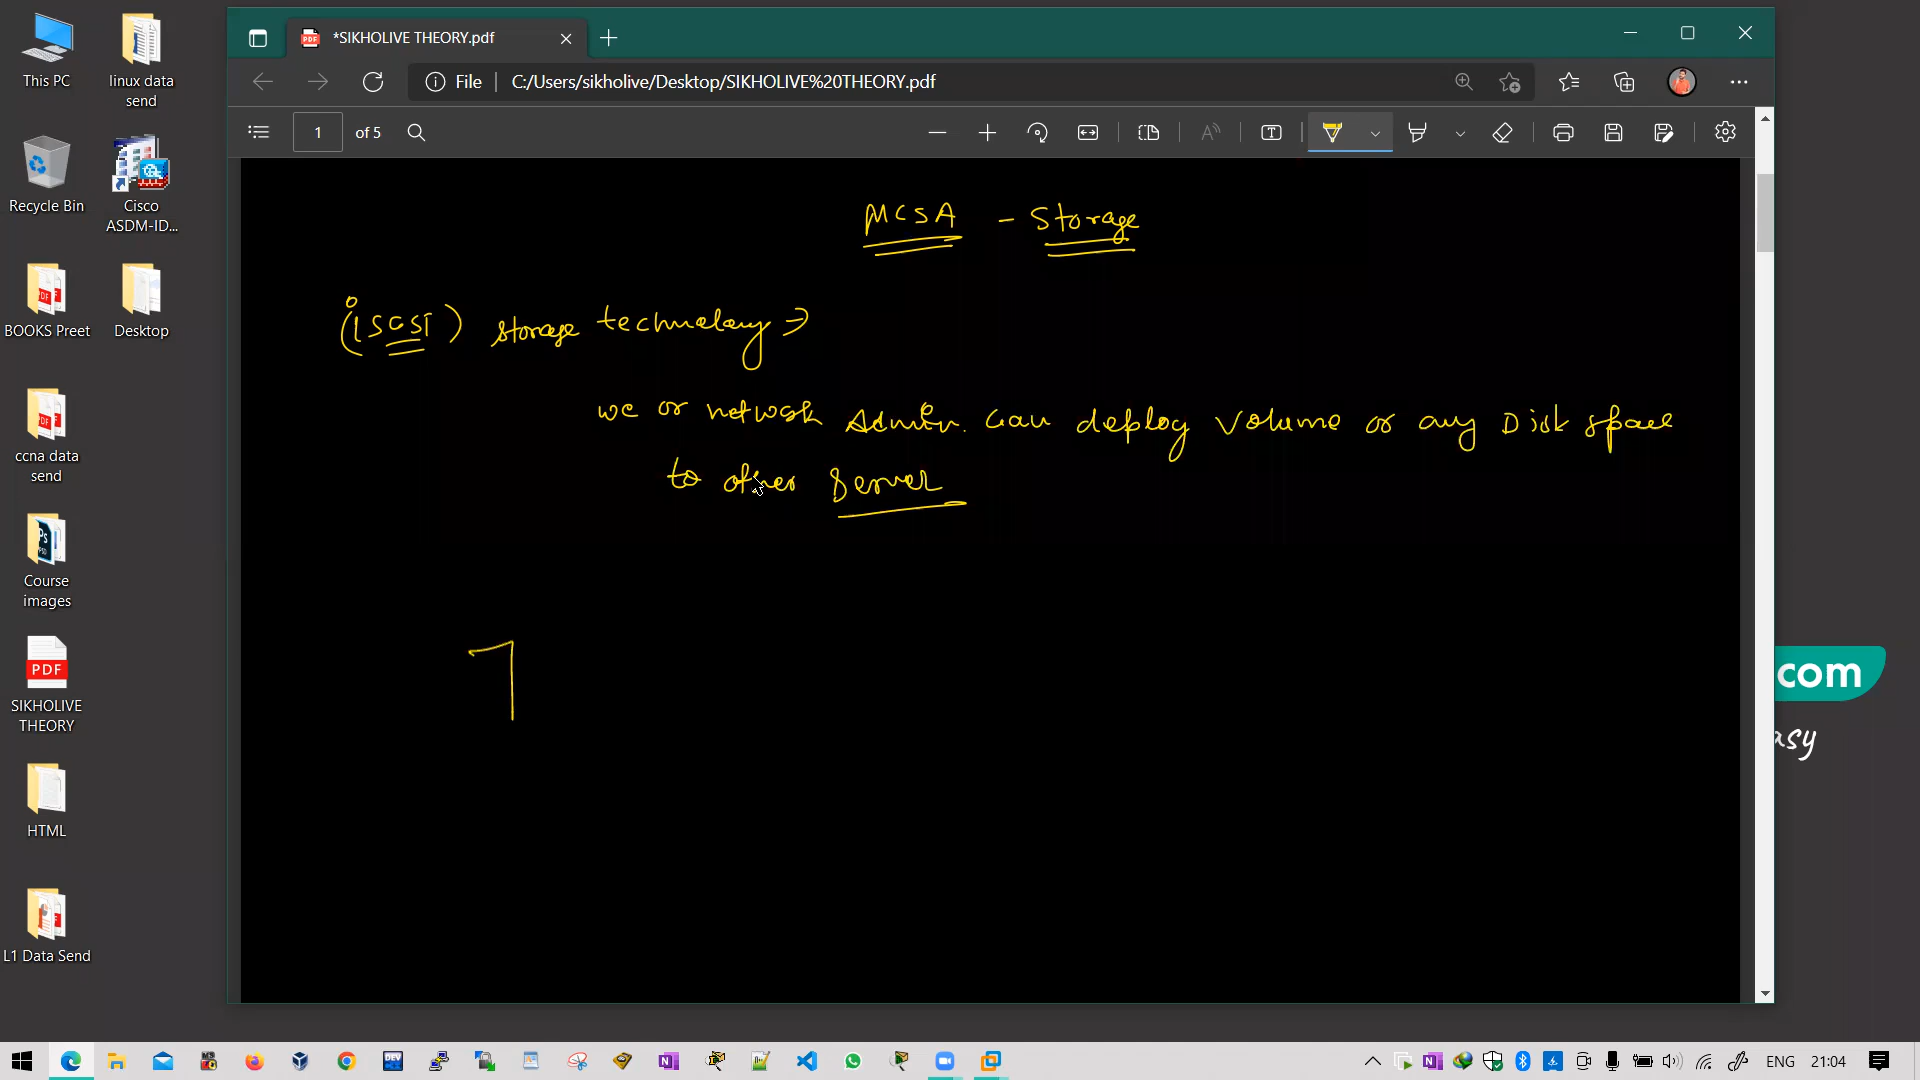 This PC
linux data send
Recycle Bin
Cisco ASDM-ID...
BOOKS Preet
Desktop
ccna data send
Course images
PDF
SIKHOLIVE THEORY
HTML
L1 Data Send
*SIKHOLIVE THEORY.pdf
File
C:/Users/sikholive/Desktop/SIKHOLIVE%20THEORY.pdf
1 of 5
MCSA - Storage
(iSCSI) storage technology →
we or network Admin. Can deploy Volume or any Disk space
to other Server
com
asy
ENG 21:04